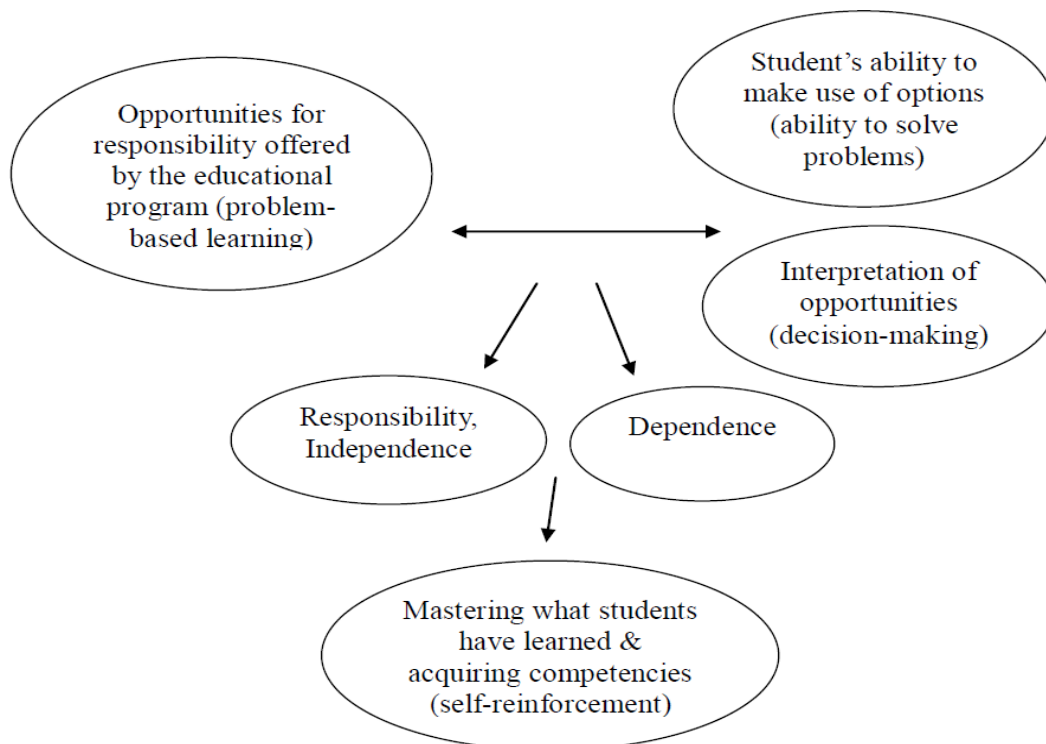 Opportunities for
responsibility offered
by the educational
program (problem-
based learning)
Student’s ability to
make use of options
(ability to solve
problems)
Interpretation of
opportunities
(decision-making)
Responsibility,
Independence
Dependence
Mastering what students
have learned &
acquiring competencies
(self-reinforcement)